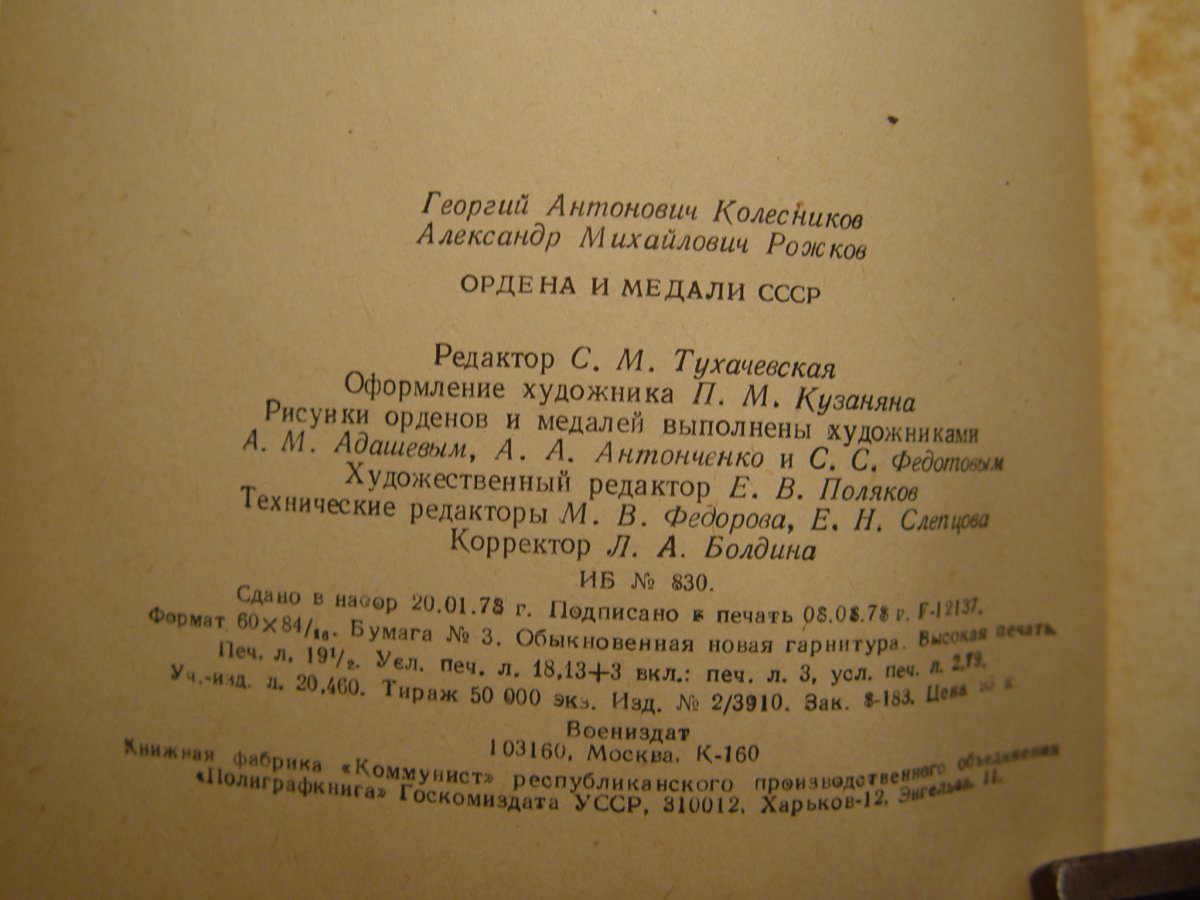 Георгий Антонович Колесников
Александр Михайлович Рожков
ОРДЕНА И МЕДАЛИ СССР
Редактор С. М. Тухачевская
Оформление художника П. М. Кузаняна
Рисунки орденов и медалей выполнены художниками
А. М. Адашевым, А. А. Антонченко и С. С. Федотовым
Художественный редактор Е. В. Поляков
Технические редакторы М. В. Федорова, Е. Н. Слепцова
Корректор Л. А. Болдина
ИБ № 830.
Сдано в набор 20.01.78 г. Подписано в печать 08.08.78 г. Г-12137.
Формат 60×84/16. Бумага № 3. Обыкновенная новая гарнитура. Высокая печать.
Печ. л. 19¹/₂. Усл. печ. л. 18,13+3 вкл.: печ. л. 3, усл. печ. л. 2,79.
Уч.-изд. л. 20,460. Тираж 50 000 экз. Изд. № 2/3910. Зак. 8-183. Цена к.
Воениздат
103160, Москва, К-160
Книжная фабрика «Коммунист» республиканского производственного объединения
«Полиграфкнига» Госкомиздата УССР, 310012, Харьков-12, Энгельса, 11.